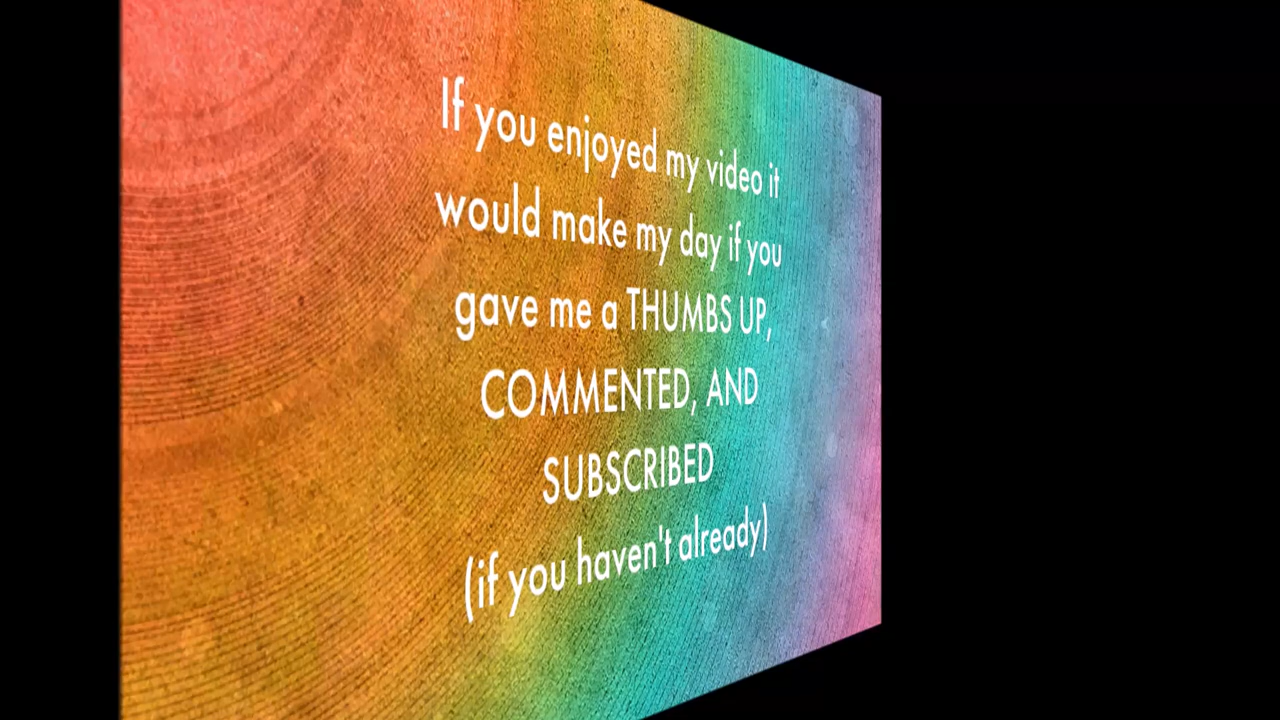 If you enjoyed my video it
would make my day if you
gave me a THUMBS UP,
COMMENTED, AND
SUBSCRIBED
(if you haven't already)